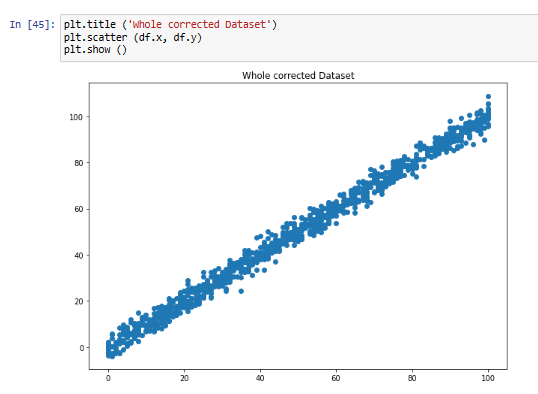 In [45]: plt.title ('Whole corrected Dataset')
plt.scatter (df.x, df.y)
plt.show ()
Whole corrected Dataset
100
80
60
40
20
0
0 20 40 60 80 100